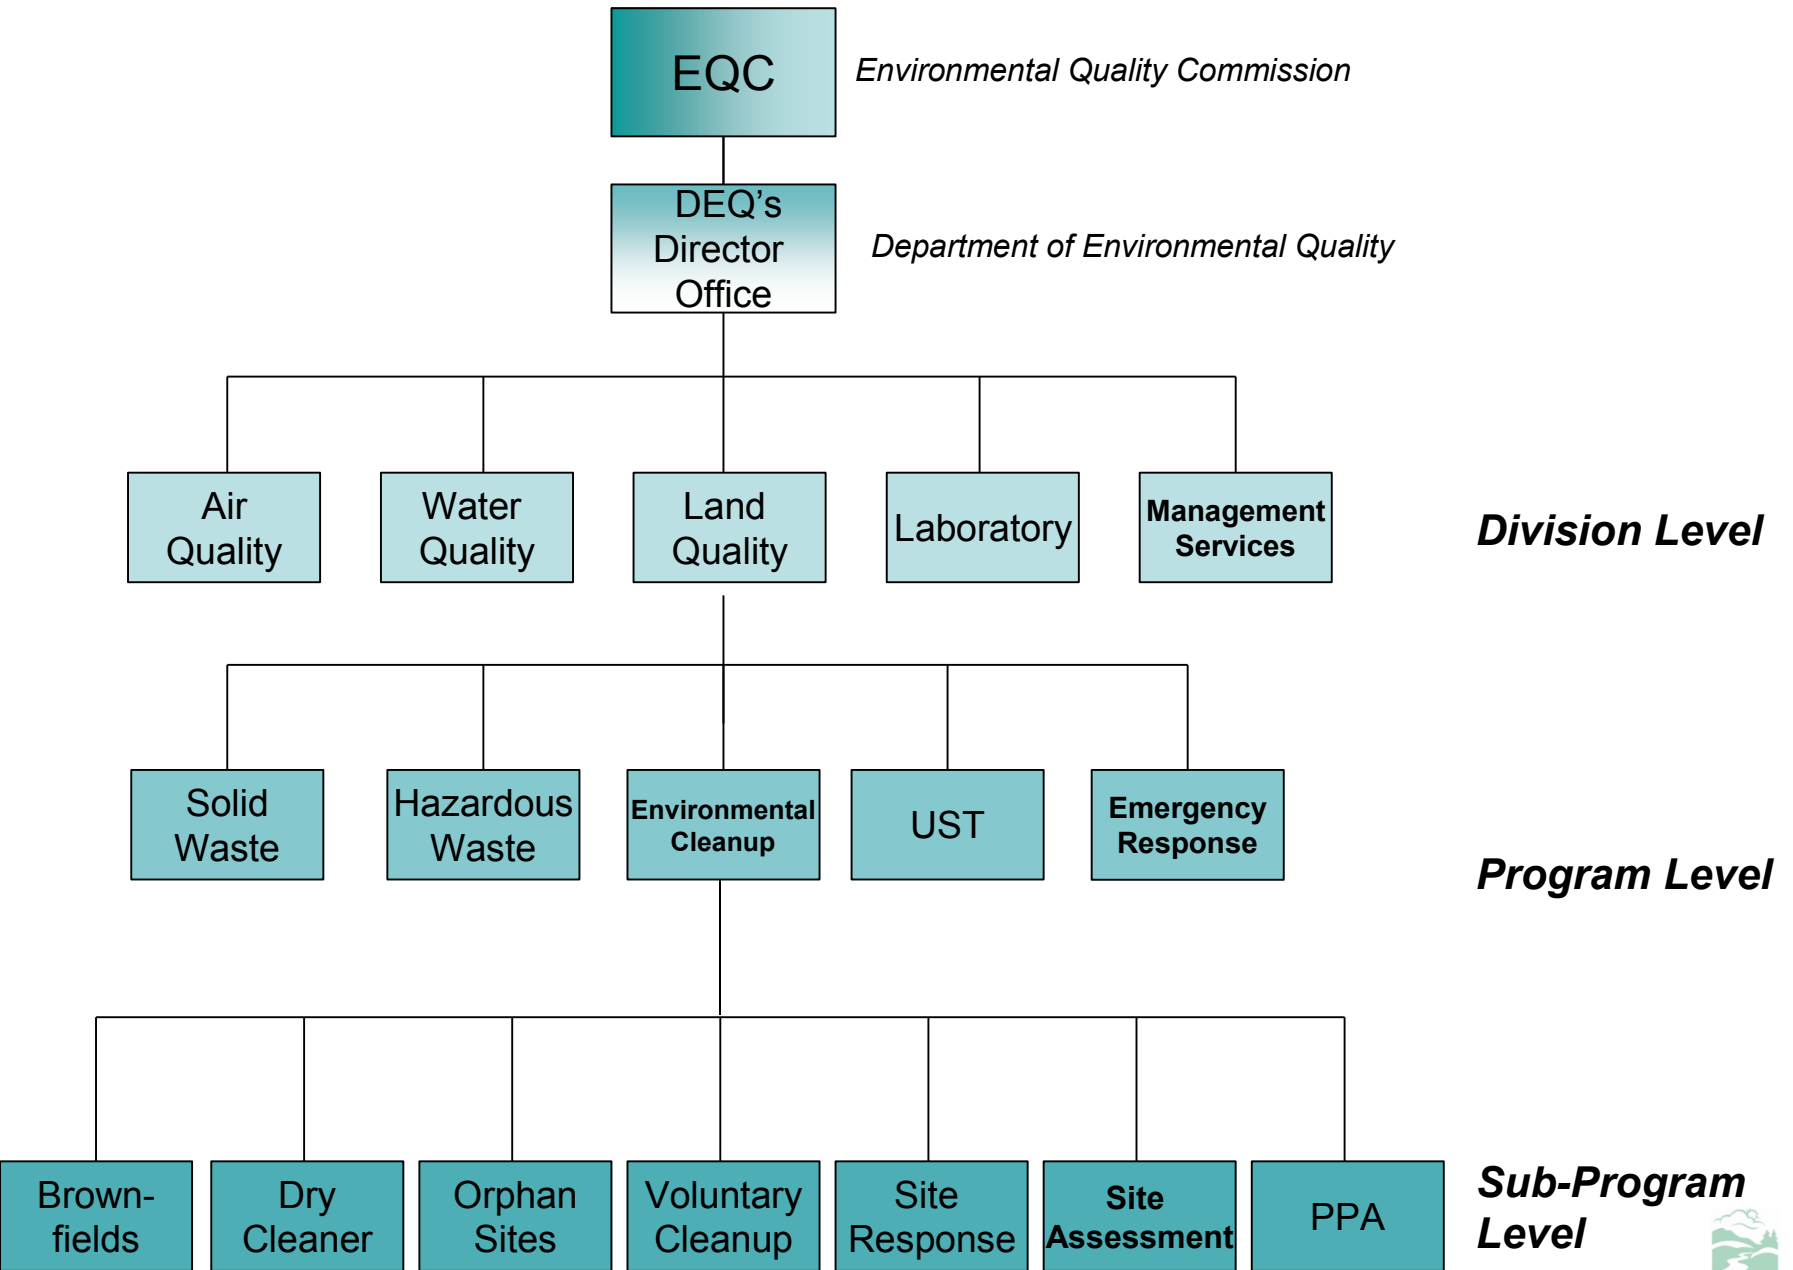 EQC
Environmental Quality Commission
DEQ’s
Director
Office
Department of Environmental Quality
Air
Quality
Water
Quality
Land
Quality
Laboratory
Management
Services
Division Level
Solid
Waste
Hazardous
Waste
Environmental
Cleanup
UST
Emergency
Response
Program Level
Brown-
fields
Dry
Cleaner
Orphan
Sites
Voluntary
Cleanup
Site
Response
Site
Assessment
PPA
Sub-Program
Level